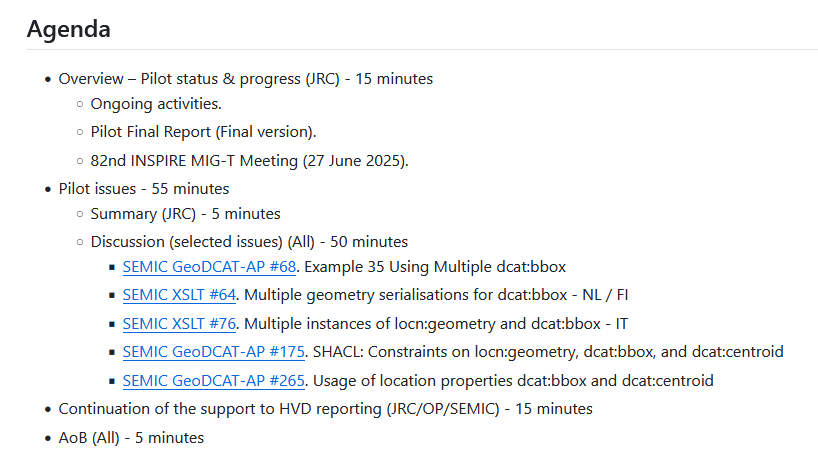 Agenda
Overview – Pilot status & progress (JRC) - 15 minutes
Ongoing activities.
Pilot Final Report (Final version).
82nd INSPIRE MIG-T Meeting (27 June 2025).
Pilot issues - 55 minutes
Summary (JRC) - 5 minutes
Discussion (selected issues) (All) - 50 minutes
SEMIC GeoDCAT-AP #68. Example 35 Using Multiple dcat:bbox
SEMIC XSLT #64. Multiple geometry serialisations for dcat:bbox - NL / FI
SEMIC XSLT #76. Multiple instances of locn:geometry and dcat:bbox - IT
SEMIC GeoDCAT-AP #175. SHACL: Constraints on locn:geometry, dcat:bbox, and dcat:centroid
SEMIC GeoDCAT-AP #265. Usage of location properties dcat:bbox and dcat:centroid
Continuation of the support to HVD reporting (JRC/OP/SEMIC) - 15 minutes
AoB (All) - 5 minutes